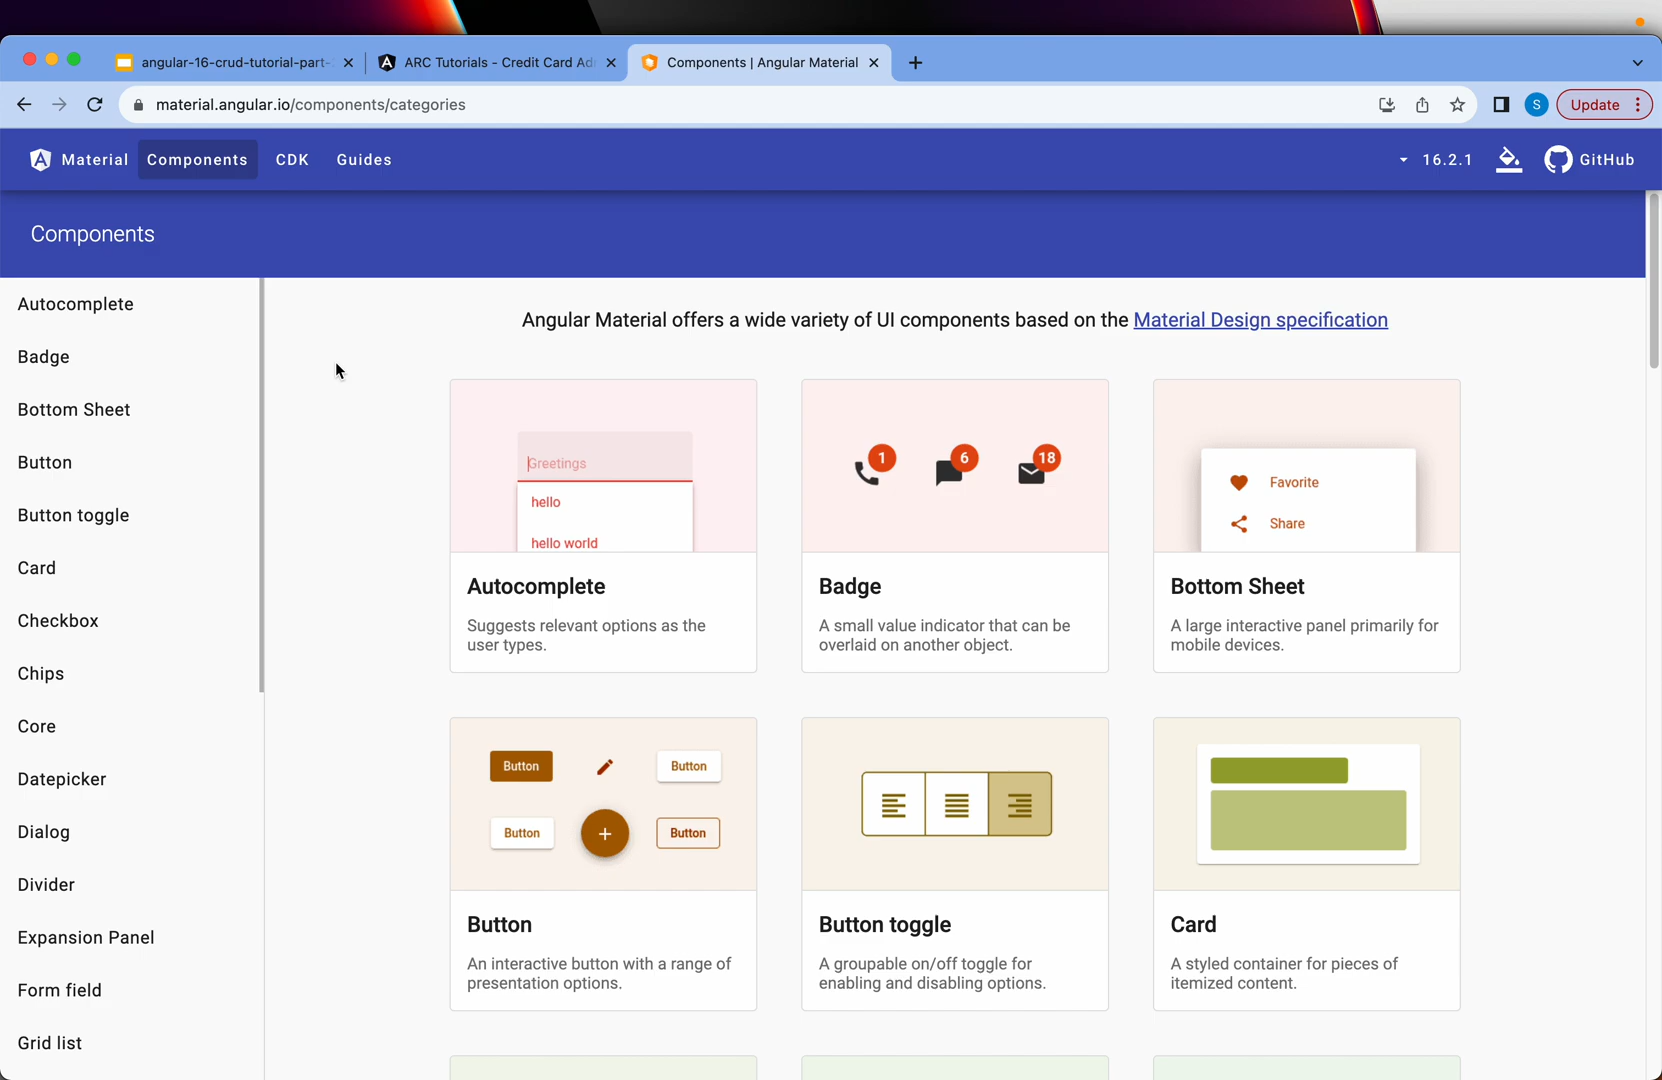 angular-16-crud-tutorial-part-
ARC Tutorials - Credit Card Ad
Components | Angular Material
material.angular.io/components/categories
S
Update
Material
Components
CDK
Guides
16.2.1
GitHub
Components
Autocomplete
Badge
Bottom Sheet
Button
Button toggle
Card
Checkbox
Chips
Core
Datepicker
Dialog
Divider
Expansion Panel
Form field
Grid list
Angular Material offers a wide variety of UI components based on the Material Design specification
Greetings
hello
hello world
Autocomplete
Suggests relevant options as the
user types.
1
6
18
Badge
A small value indicator that can be
overlaid on another object.
Favorite
Share
Bottom Sheet
A large interactive panel primarily for
mobile devices.
Button
Button
Button
Button
Button
An interactive button with a range of
presentation options.
Button toggle
A groupable on/off toggle for
enabling and disabling options.
Card
A styled container for pieces of
itemized content.